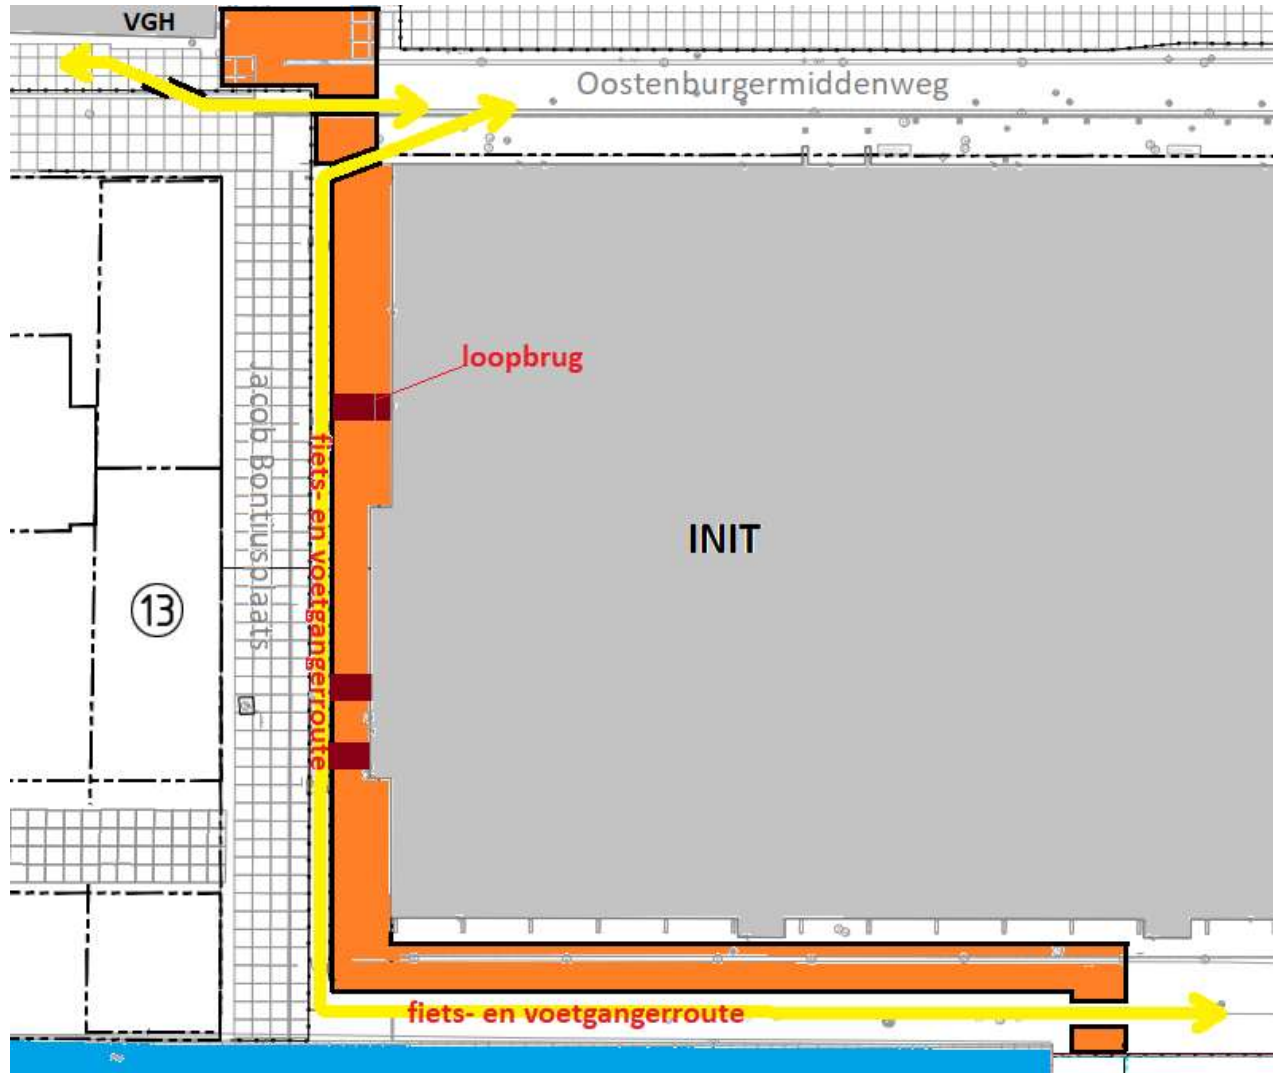 VGH
Oostenburgermiddenweg
loopbrug
Jacob Bontiusplaats
fiets- en voetgangerroute
INIT
13
fiets- en voetgangerroute